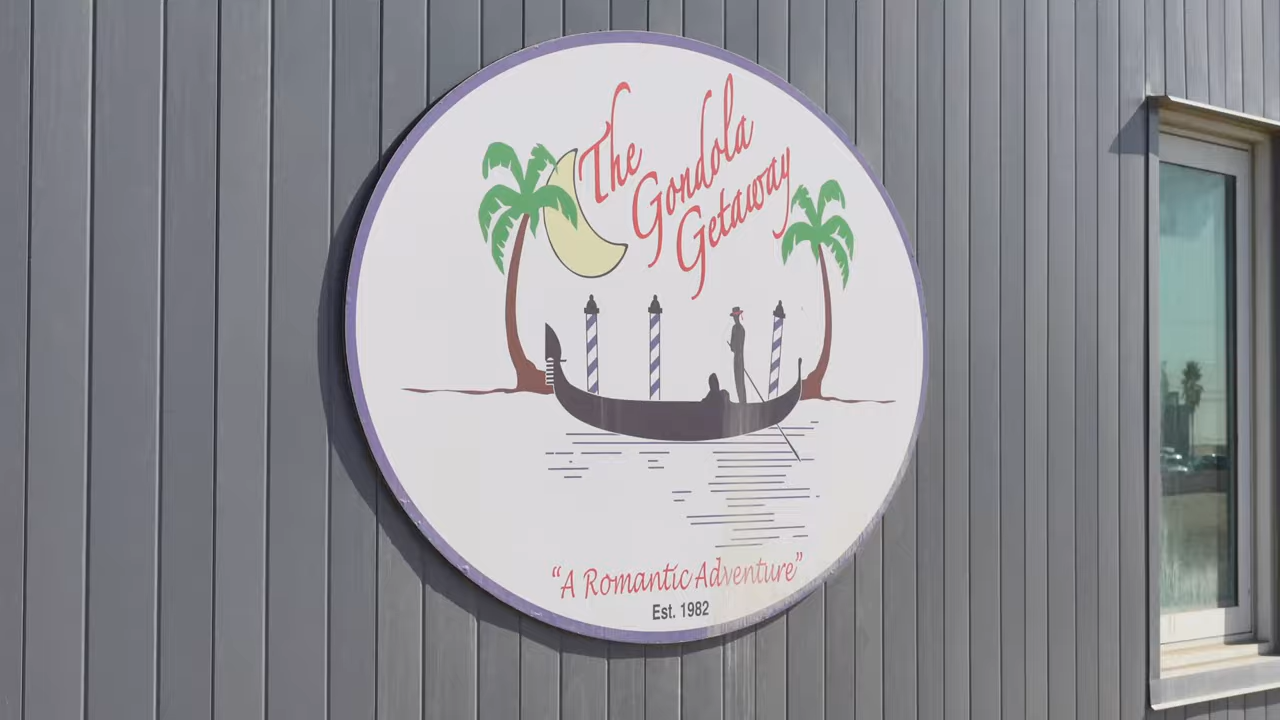 The
Gondola
Getaway
“A Romantic Adventure”
Est. 1982